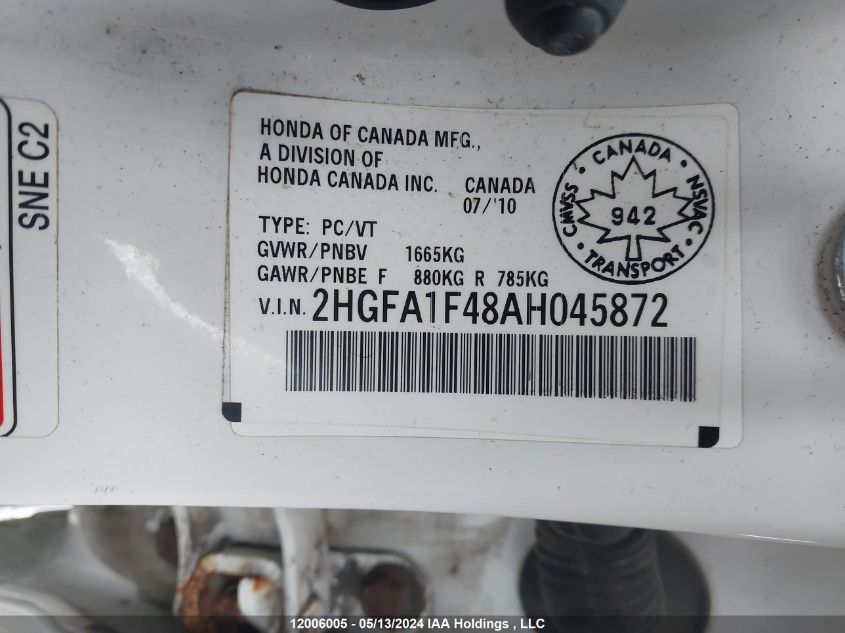 SNE C2
HONDA OF CANADA MFG.,
A DIVISION OF
HONDA CANADA INC. CANADA
07/'10
TYPE: PC/VT
GVWR/PNBV 1665KG
GAWR/PNBE F 880KG R 785KG
V.I.N. 2HGFA1F48AH045872
CANADA
CMVSS
NSVAC
942
TRANSPORT
12006005 - 05/13/2024 IAA Holdings , LLC